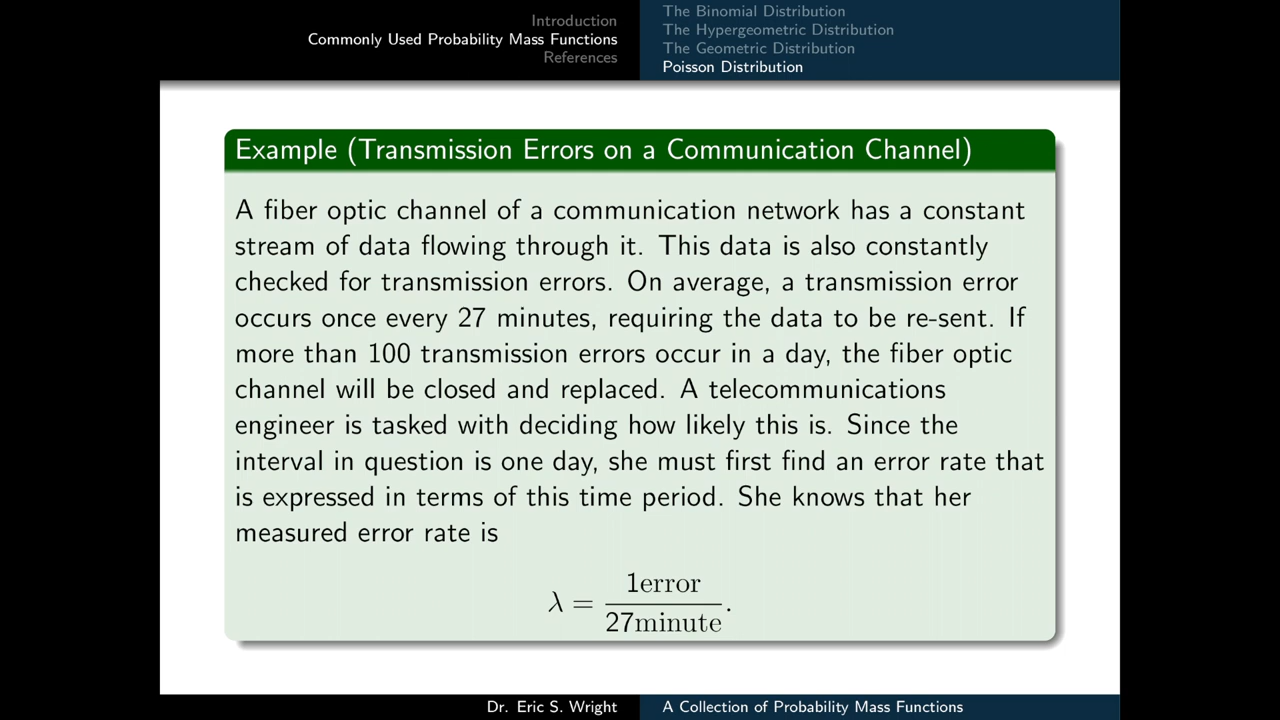 Introduction
Commonly Used Probability Mass Functions
References
The Binomial Distribution
The Hypergeometric Distribution
The Geometric Distribution
Poisson Distribution
Example (Transmission Errors on a Communication Channel)
A fiber optic channel of a communication network has a constant
stream of data flowing through it. This data is also constantly
checked for transmission errors. On average, a transmission error
occurs once every 27 minutes, requiring the data to be re-sent. If
more than 100 transmission errors occur in a day, the fiber optic
channel will be closed and replaced. A telecommunications
engineer is tasked with deciding how likely this is. Since the
interval in question is one day, she must first find an error rate that
is expressed in terms of this time period. She knows that her
measured error rate is
λ = 1error / 27minute .
Dr. Eric S. Wright
A Collection of Probability Mass Functions